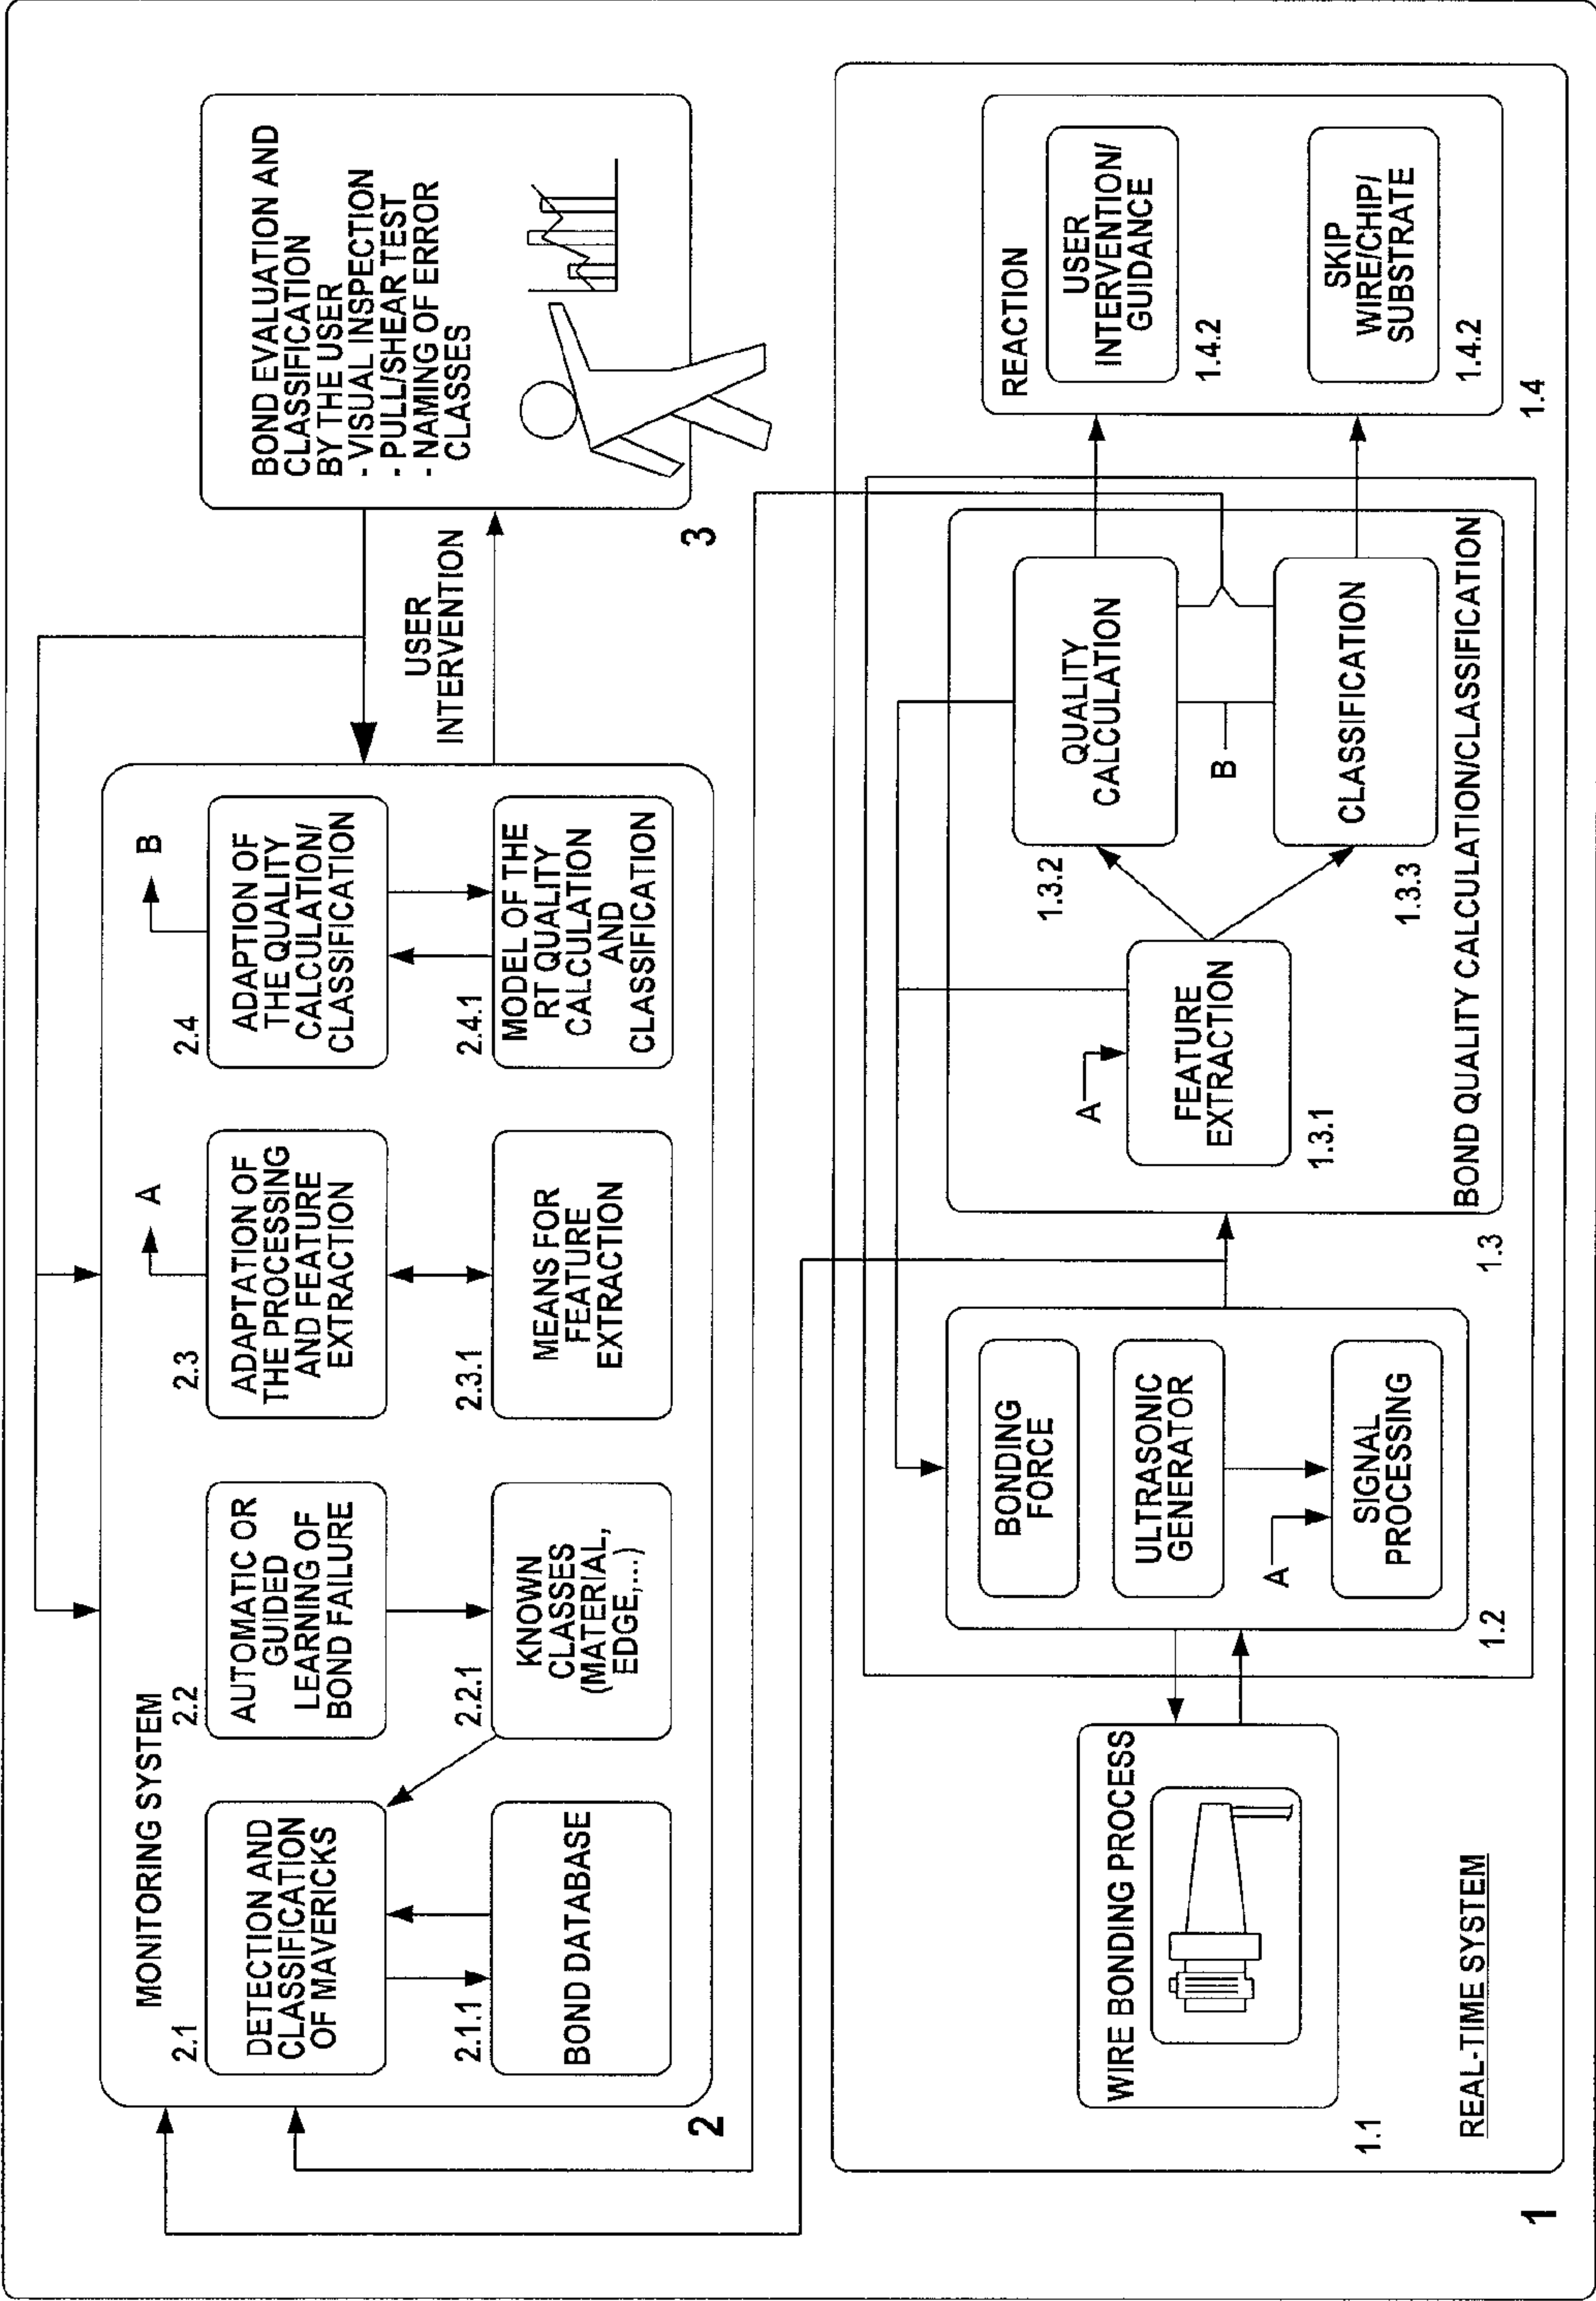 MONITORING SYSTEM
2.1
DETECTION AND
CLASSIFICATION
OF MAVERICKS
2.1.1
BOND DATABASE
2.2
AUTOMATIC OR
GUIDED
LEARNING OF
BOND FAILURE
2.2.1
KNOWN
CLASSES
(MATERIAL,
EDGE,...)
2.3
ADAPTATION OF
THE PROCESSING
AND FEATURE
EXTRACTION
A
2.3.1
MEANS FOR
FEATURE
EXTRACTION
2.4
ADAPTION OF
THE QUALITY
CALCULATION/
CLASSIFICATION
B
2.4.1
MODEL OF THE
RT QUALITY
CALCULATION
AND
CLASSIFICATION
2
USER
INTERVENTION
BOND EVALUATION AND
CLASSIFICATION
BY THE USER
- VISUAL INSPECTION
- PULL/SHEAR TEST
- NAMING OF ERROR
CLASSES
3
WIRE BONDING PROCESS
1.1
REAL-TIME SYSTEM
BONDING
FORCE
ULTRASONIC
GENERATOR
A
SIGNAL
PROCESSING
1.2
A
FEATURE
EXTRACTION
1.3.1
1.3.2
QUALITY
CALCULATION
B
1.3.3
CLASSIFICATION
BOND QUALITY CALCULATION/CLASSIFICATION
1.3
REACTION
USER
INTERVENTION/
GUIDANCE
1.4.2
SKIP
WIRE/CHIP/
SUBSTRATE
1.4.2
1.4
1